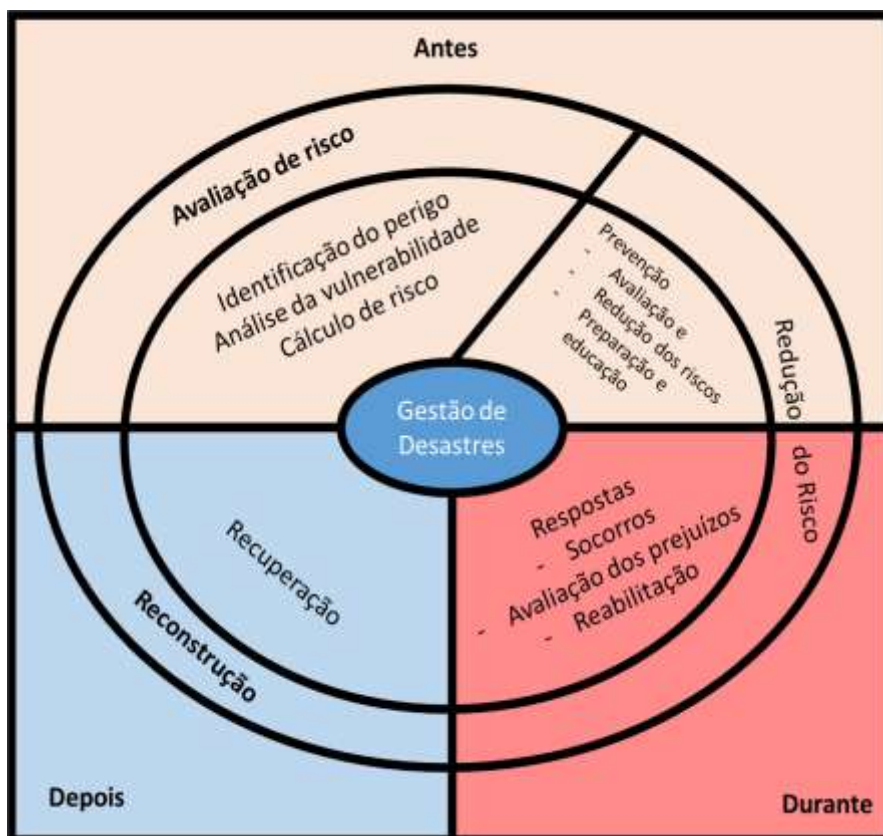 Antes
Avaliação de risco
Identificação do perigo
Análise da vulnerabilidade
Cálculo de risco
Prevenção
- Avaliação e
- Redução dos riscos
- Preparação e
educação
Redução
do Risco
Gestão de
Desastres
Respostas
- Socorros
- Avaliação dos prejuízos
- Reabilitação
Recuperação
Reconstrução
Depois
Durante